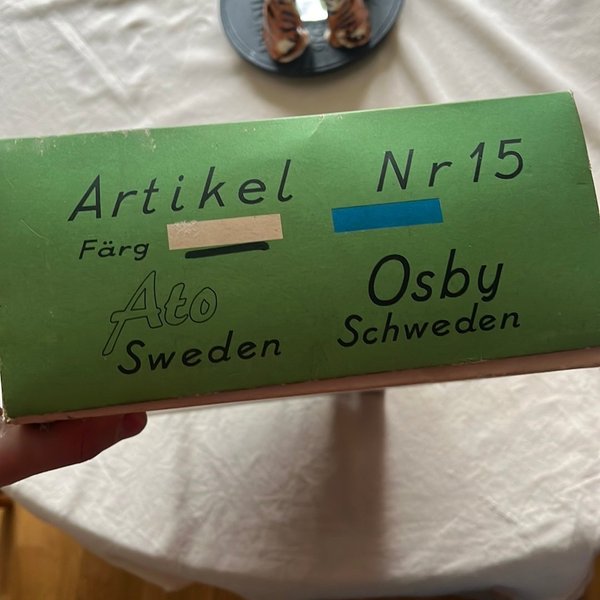 Artikel Nr 15
Färg
Ato Osby
Sweden Schweden